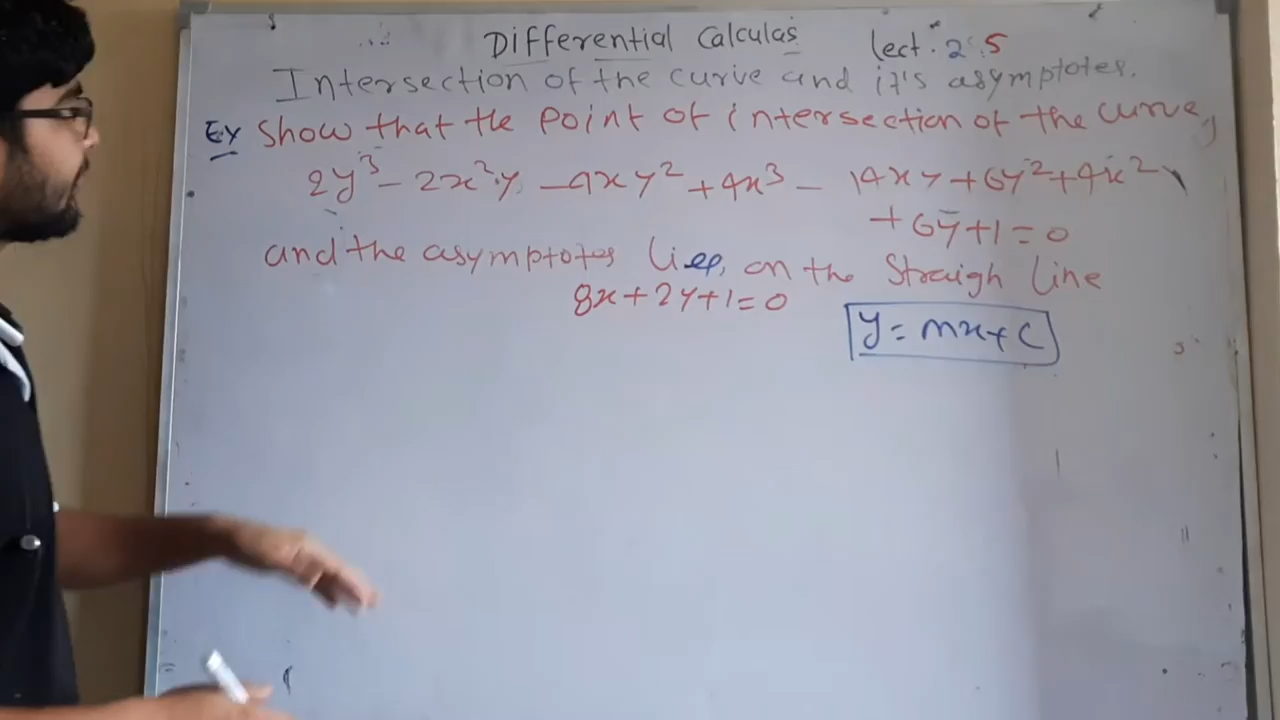 Differential Calculas lect. 2.5
Intersection of the curve and it's asymptotes.
Ex Show that the point of intersection of the curve,
2y³ - 2x²y - 4xy² + 4x³ - 14xy + 6y² + 4x²
+ 6y + 1 = 0
and the asymptotes lies, on the Straigh line
8x + 2y + 1 = 0
y = mx + c